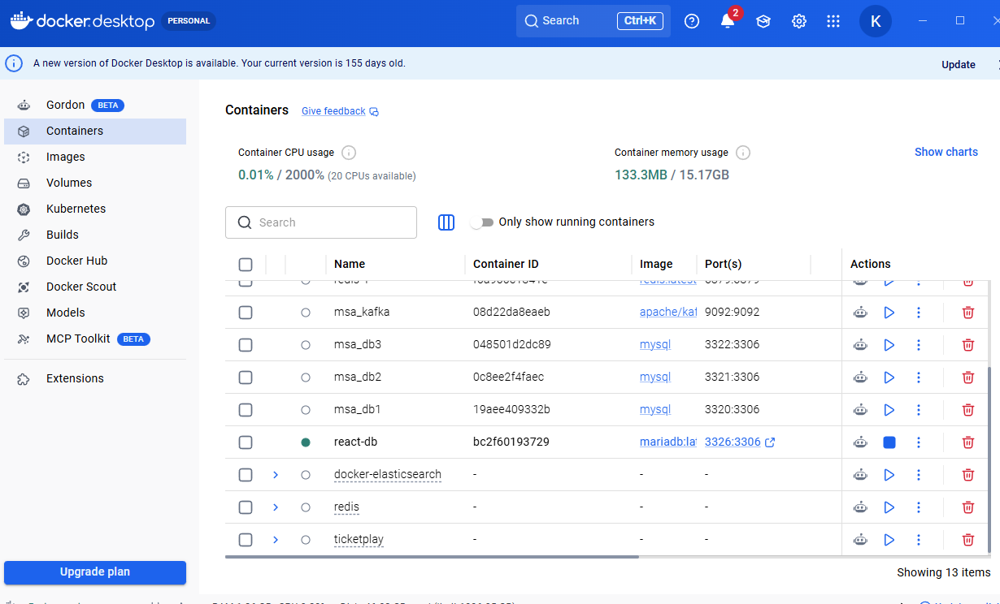 docker.desktop PERSONAL Search Ctrl+K 2 K
A new version of Docker Desktop is available. Your current version is 155 days old. Update
Gordon BETA
Containers
Images
Volumes
Kubernetes
Builds
Docker Hub
Docker Scout
Models
MCP Toolkit BETA
Extensions
Upgrade plan
Containers Give feedback
Container CPU usage
0.01% / 2000% (20 CPUs available)
Container memory usage
133.3MB / 15.17GB
Show charts
Search Only show running containers
Name Container ID Image Port(s) Actions
redis:latest 6379:6379
msa_kafka 08d22da8eaeb apache/kaf 9092:9092
msa_db3 048501d2dc89 mysql 3322:3306
msa_db2 0c8ee2f4faec mysql 3321:3306
msa_db1 19aee409332b mysql 3320:3306
react-db bc2f60193729 mariadb:lat 3326:3306
docker-elasticsearch - - -
redis - - -
ticketplay - - -
Showing 13 items